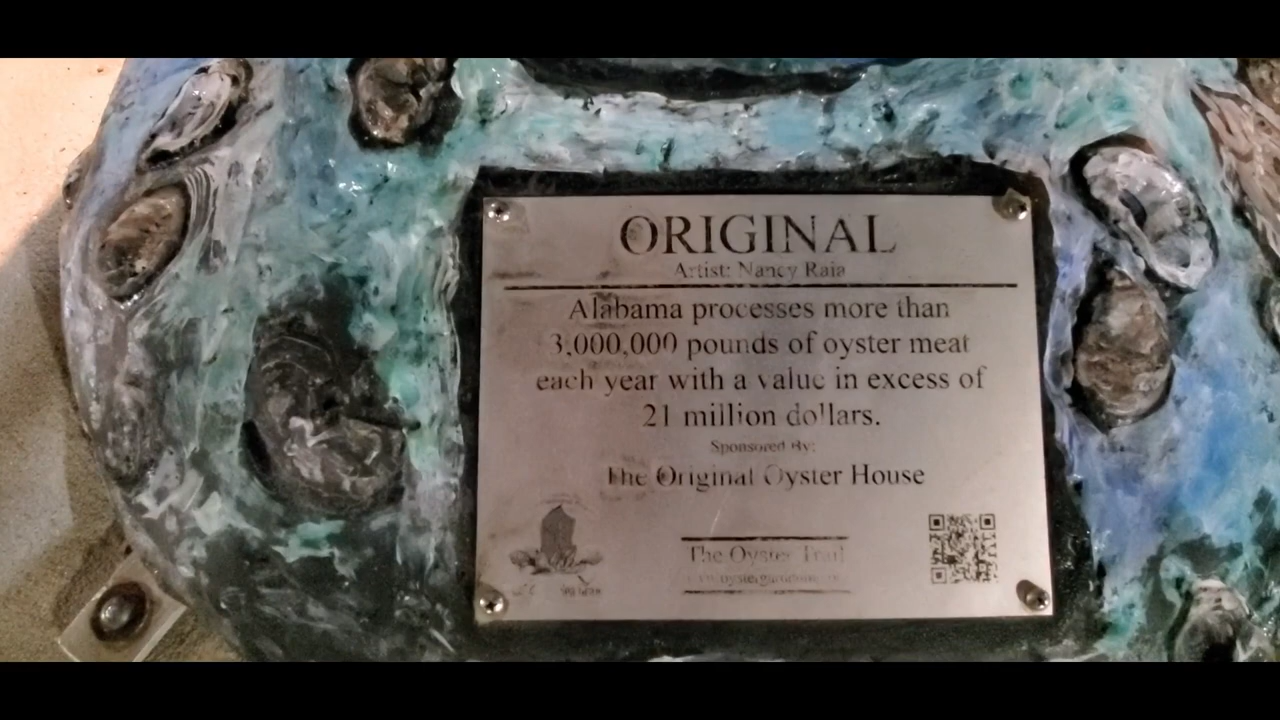 ORIGINAL
Artist: Nancy Raia
Alabama processes more than
3,000,000 pounds of oyster meat
each year with a value in excess of
21 million dollars.
Sponsored By:
The Original Oyster House
The Oyster Trail